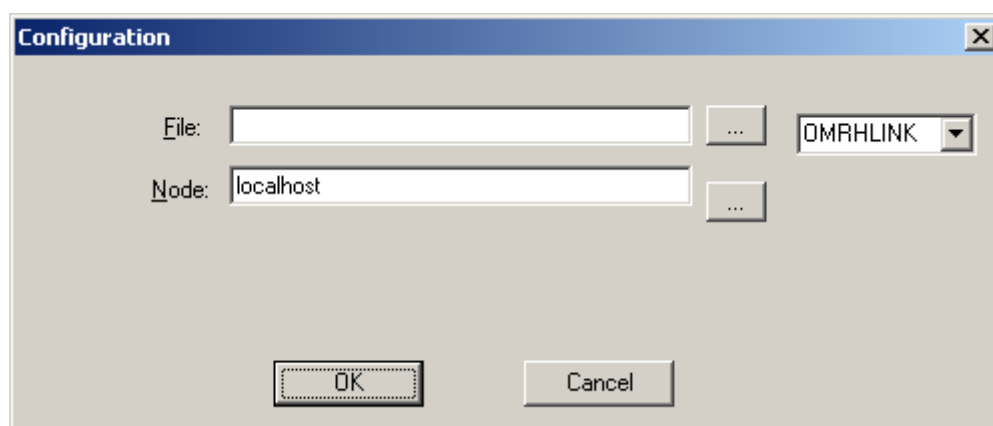 Configuration
File:
...
OMRHLINK
Node:
localhost
...
OK
Cancel